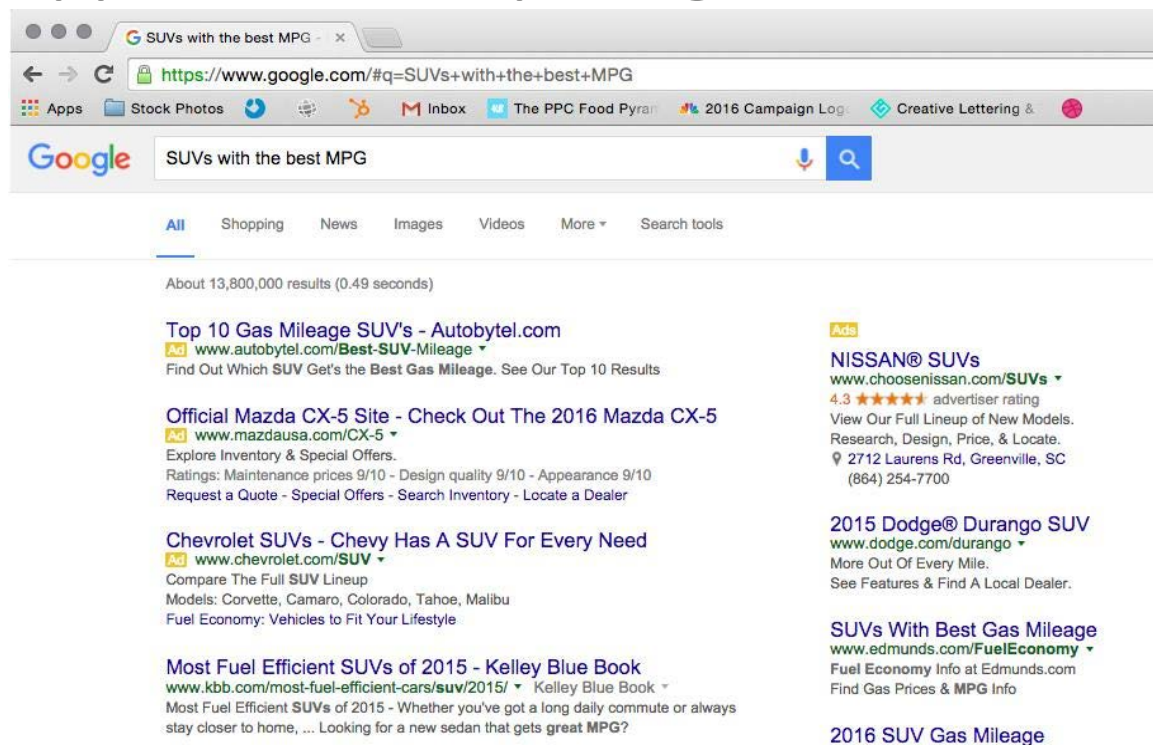 SUVs with the best MPG -
https://www.google.com/#q=SUVs+with+the+best+MPG
Apps Stock Photos Inbox The PPC Food Pyran 2016 Campaign Log Creative Lettering &
Google SUVs with the best MPG
All Shopping News Images Videos More Search tools
About 13,800,000 results (0.49 seconds)
Top 10 Gas Mileage SUV's - Autobytel.com
Ad www.autobytel.com/Best-SUV-Mileage
Find Out Which SUV Get's the Best Gas Mileage. See Our Top 10 Results
Official Mazda CX-5 Site - Check Out The 2016 Mazda CX-5
Ad www.mazdausa.com/CX-5
Explore Inventory & Special Offers.
Ratings: Maintenance prices 9/10 - Design quality 9/10 - Appearance 9/10
Request a Quote - Special Offers - Search Inventory - Locate a Dealer
Chevrolet SUVs - Chevy Has A SUV For Every Need
Ad www.chevrolet.com/SUV
Compare The Full SUV Lineup
Models: Corvette, Camaro, Colorado, Tahoe, Malibu
Fuel Economy: Vehicles to Fit Your Lifestyle
Most Fuel Efficient SUVs of 2015 - Kelley Blue Book
www.kbb.com/most-fuel-efficient-cars/suv/2015/ Kelley Blue Book
Most Fuel Efficient SUVs of 2015 - Whether you've got a long daily commute or always
stay closer to home, ... Looking for a new sedan that gets great MPG?
Ads
NISSAN® SUVs
www.choosenissan.com/SUVs
4.3 ★★★★★ advertiser rating
View Our Full Lineup of New Models.
Research, Design, Price, & Locate.
2712 Laurens Rd, Greenville, SC
(864) 254-7700
2015 Dodge® Durango SUV
www.dodge.com/durango
More Out Of Every Mile.
See Features & Find A Local Dealer.
SUVs With Best Gas Mileage
www.edmunds.com/FuelEconomy
Fuel Economy Info at Edmunds.com
Find Gas Prices & MPG Info
2016 SUV Gas Mileage